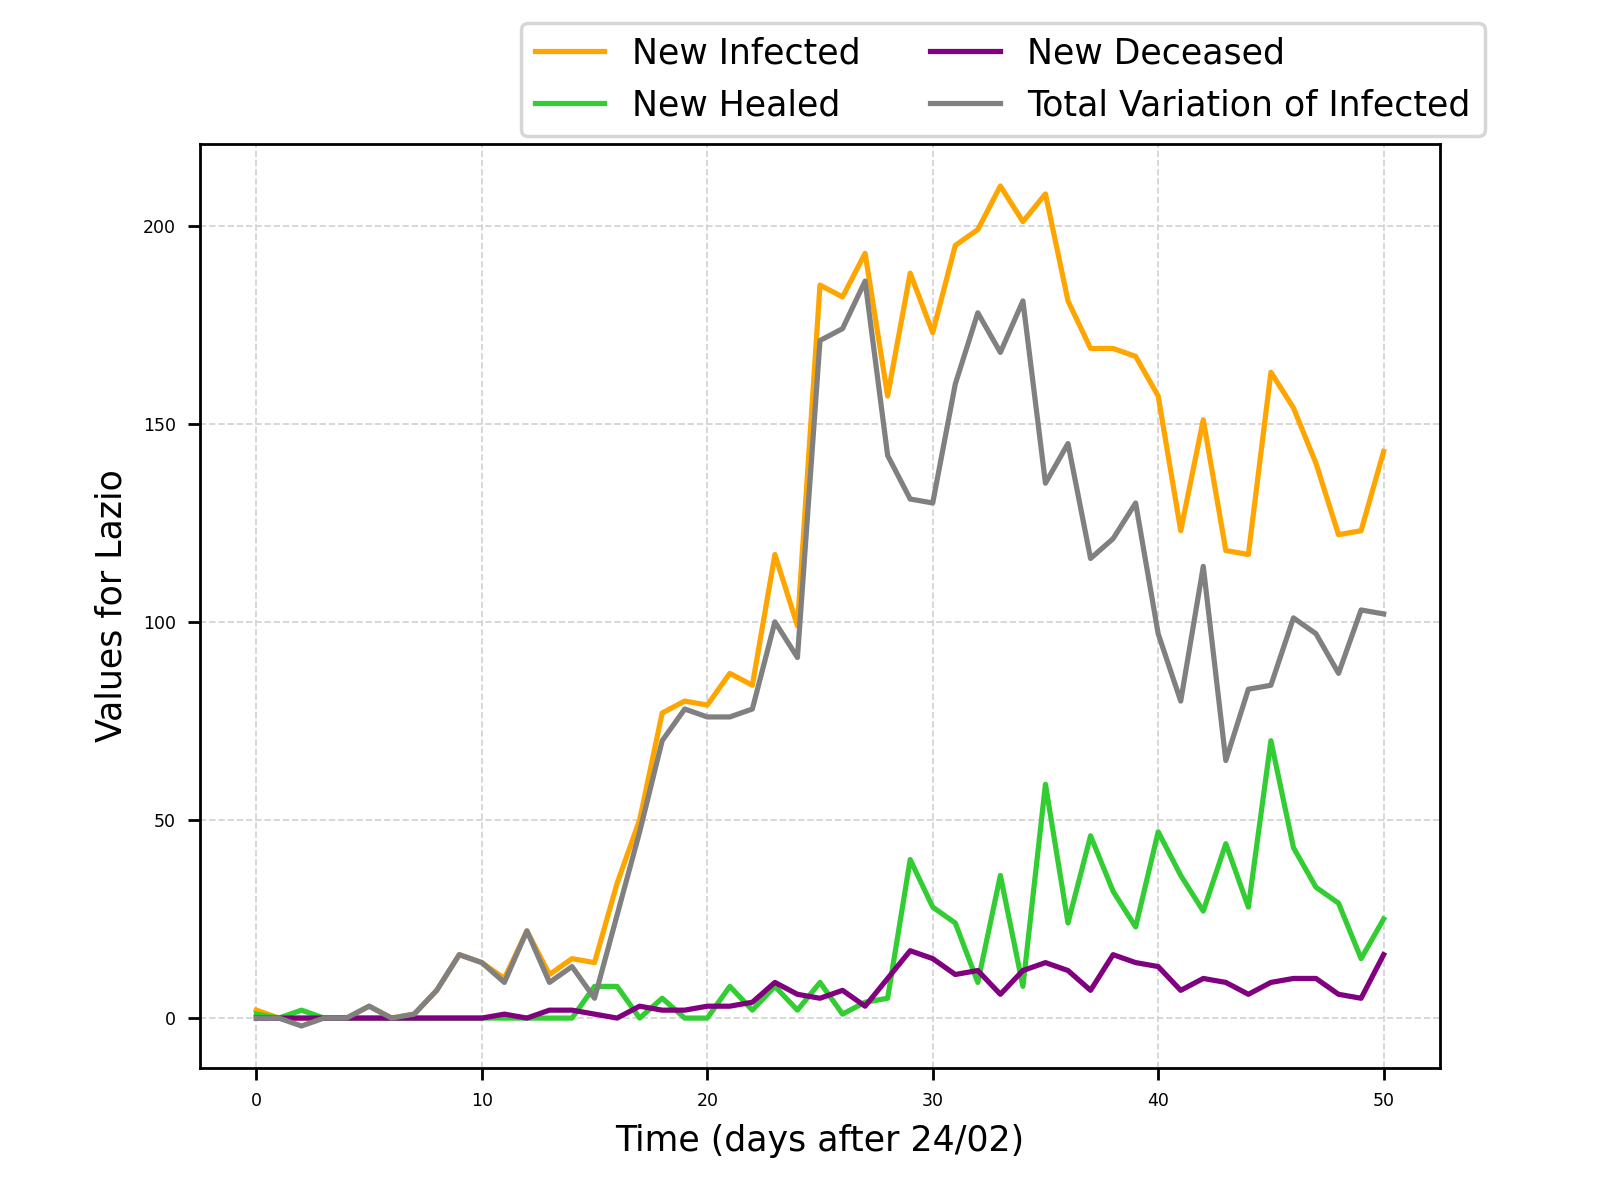 New Infected
New Healed
New Deceased
Total Variation of Infected
200
150
100
50
0
Values for Lazio
0 10 20 30 40 50
Time (days after 24/02)